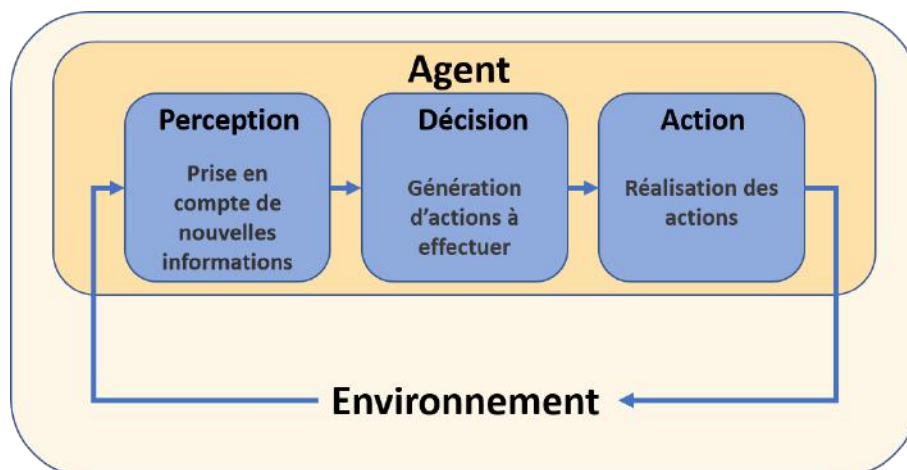 Agent
Perception
Prise en
compte de
nouvelles
informations
Décision
Génération
d'actions à
effectuer
Action
Réalisation des
actions
Environnement